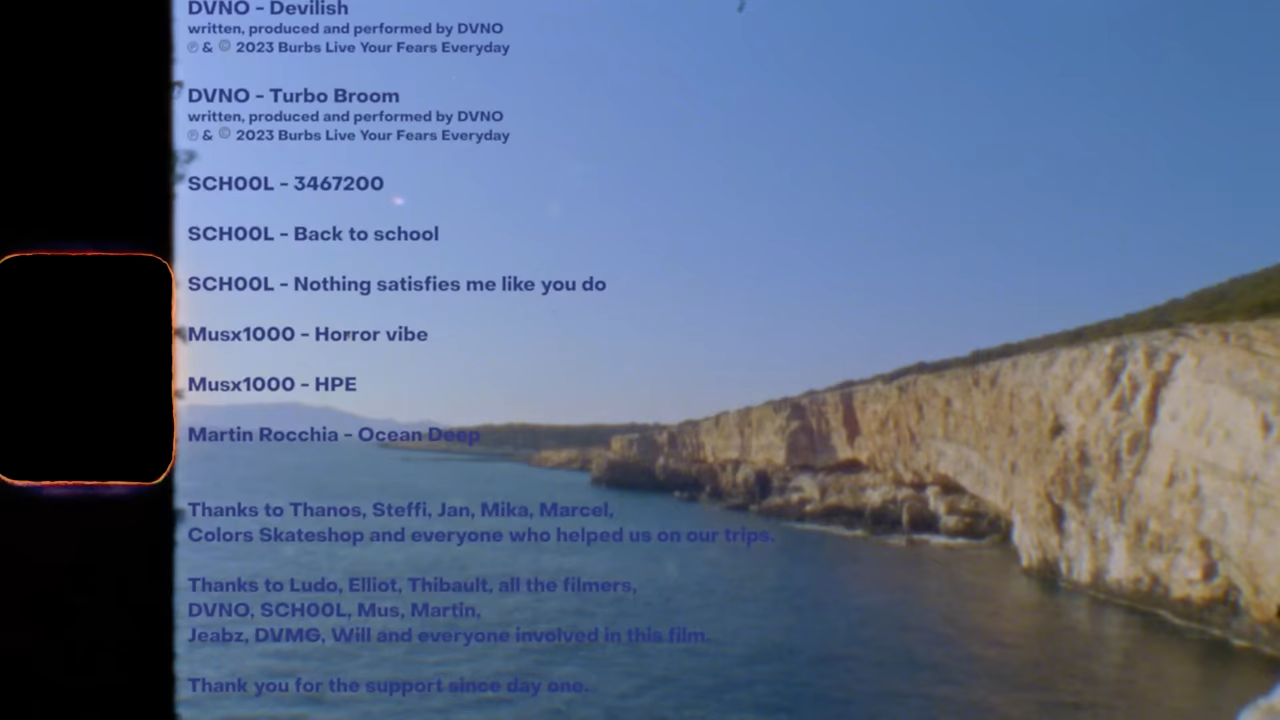 DVNO - Devilish
written, produced and performed by DVNO
℗ & © 2023 Burbs Live Your Fears Everyday
DVNO - Turbo Broom
written, produced and performed by DVNO
℗ & © 2023 Burbs Live Your Fears Everyday
SCH00L - 3467200
SCH00L - Back to school
SCH00L - Nothing satisfies me like you do
Musx1000 - Horror vibe
Musx1000 - HPE
Martin Rocchia - Ocean Deep
Thanks to Thanos, Steffi, Jan, Mika, Marcel,
Colors Skateshop and everyone who helped us on our trips.
Thanks to Ludo, Elliot, Thibault, all the filmers,
DVNO, SCH00L, Mus, Martin,
Jeabz, DVMG, Will and everyone involved in this film.
Thank you for the support since day one.